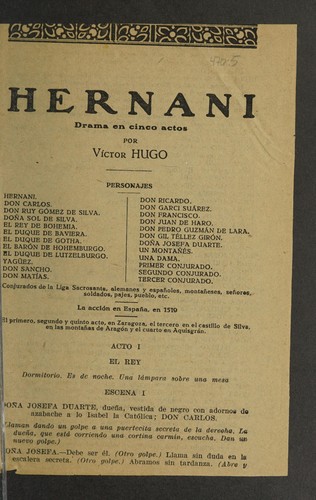 HERNANI
Drama en cinco actos
POR
Víctor HUGO
PERSONAJES
HERNANI.
DON CARLOS.
DON RUY GÓMEZ DE SILVA.
DOÑA SOL DE SILVA.
EL REY DE BOHEMIA.
EL DUQUE DE BAVIERA.
EL DUQUE DE GOTHA.
EL BARÓN DE HOHEMBURGO.
EL DUQUE DE LUTZELBURGO.
YAGÜEZ.
DON SANCHO.
DON MATÍAS.
DON RICARDO.
DON GARCI SUÁREZ.
DON FRANCISCO.
DON JUAN DE HARO.
DON PEDRO GUZMÁN DE LARA.
DON GIL TÉLLEZ GIRÓN.
DOÑA JOSEFA DUARTE.
UN MONTAÑÉS.
UNA DAMA.
PRIMER CONJURADO.
SEGUNDO CONJURADO.
TERCER CONJURADO.
Conjurados de la Liga Sacrosanta, alemanes y españoles, montañeses, señores,
soldados, pajes, pueblo, etc.
La acción en España, en 1519
El primero, segundo y quinto acto, en Zaragoza, el tercero en el castillo de Silva,
en las montañas de Aragón y el cuarto en Aquisgrán.
ACTO I
EL REY
Dormitorio. Es de noche. Una lámpara sobre una mesa
ESCENA I
DOÑA JOSEFA DUARTE, dueña, vestida de negro con adornos de
azabache a lo Isabel la Católica; DON CARLOS.
(Llaman dando un golpe a una puertecita secreta de la derecha. La
dueña, que está corriendo una cortina carmín, escucha. Dan un
nuevo golpe.)
DOÑA JOSEFA.—Debe ser él. (Otro golpe.) Llama sin duda en la
escalera secreta. (Otro golpe.) Abramos sin tardanza. (Abre y